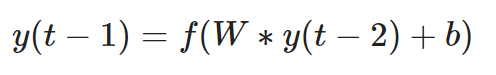 y(t − 1) = f(W ∗ y(t − 2) + b)